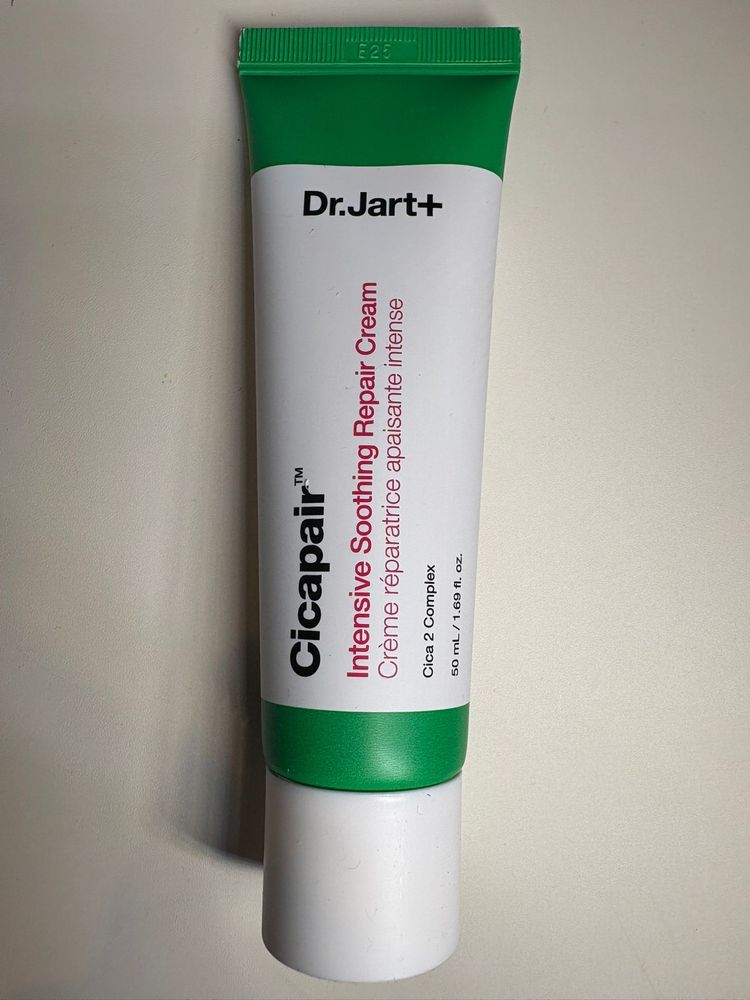 E25
Dr.Jart+
Cicapair™
Intensive Soothing Repair Cream
Crème réparatrice apaisante intense
Cica 2 Complex
50 mL / 1.69 fl. oz.